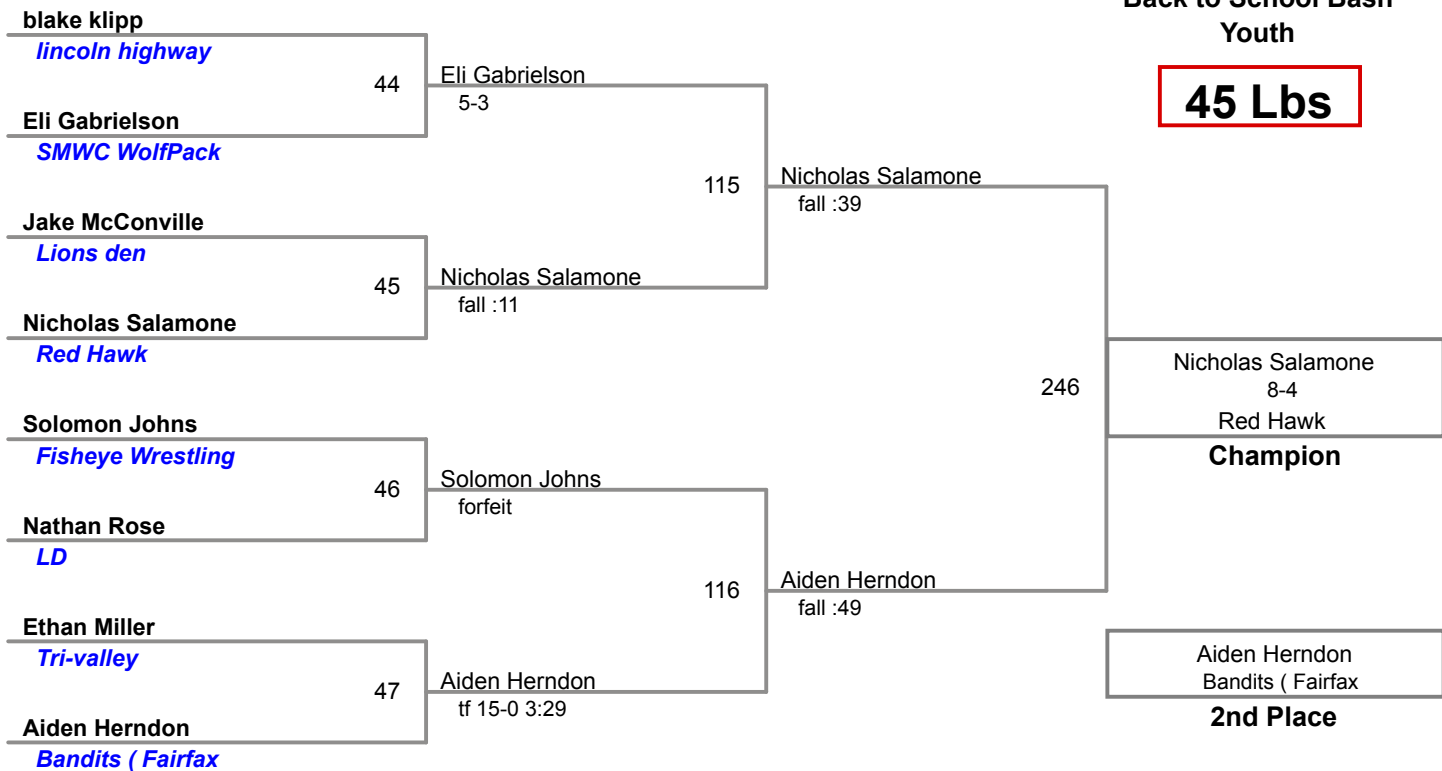 Back to School Bash
Youth
45 Lbs
blake klipp
lincoln highway
44
Eli Gabrielson
5-3
Eli Gabrielson
SMWC WolfPack
115
Nicholas Salamone
fall :39
Jake McConville
Lions den
45
Nicholas Salamone
fall :11
Nicholas Salamone
Red Hawk
246
Nicholas Salamone
8-4
Red Hawk
Champion
Solomon Johns
Fisheye Wrestling
46
Solomon Johns
forfeit
Nathan Rose
LD
116
Aiden Herndon
fall :49
Ethan Miller
Tri-valley
47
Aiden Herndon
tf 15-0 3:29
Aiden Herndon
Bandits ( Fairfax
Aiden Herndon
Bandits ( Fairfax
2nd Place